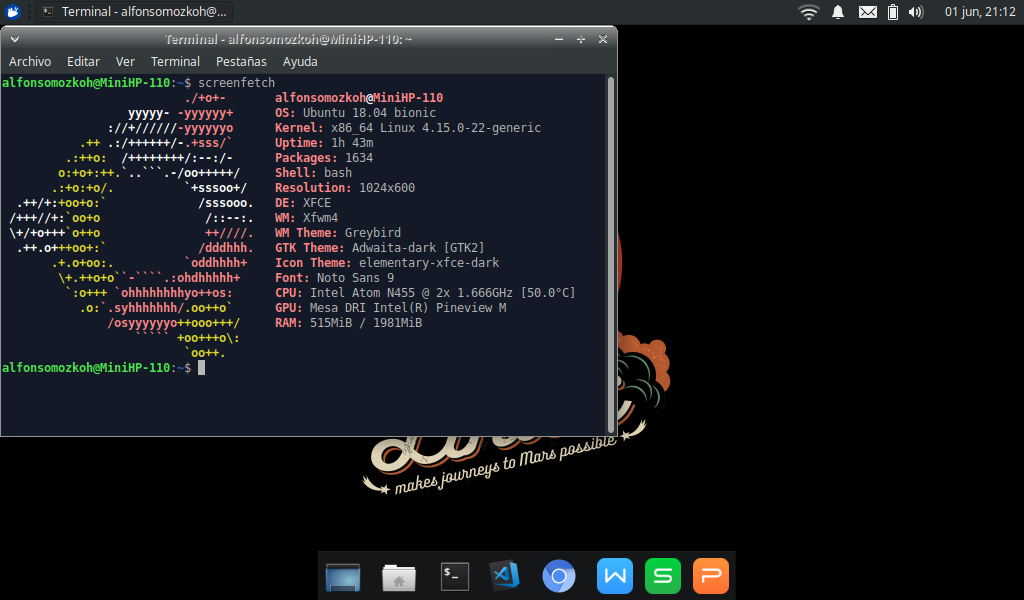 Terminal - alfonsomozkoh@...
01 jun, 21:12
Terminal - alfonsomozkoh@MiniHP-110: ~
Archivo Editar Ver Terminal Pestañas Ayuda
alfonsomozkoh@MiniHP-110:~$ screenfetch
./+o+- alfonsomozkoh@MiniHP-110
yyyyy- -yyyyyy+ OS: Ubuntu 18.04 bionic
://+//////-yyyyyyo Kernel: x86_64 Linux 4.15.0-22-generic
.++ .:/++++++/-.+sss/` Uptime: 1h 43m
.:++o: /++++++++/:--:/- Packages: 1634
o:+o+:++.`..```.-/oo+++++/ Shell: bash
.:+o:+o/. `+sssoo+/ Resolution: 1024x600
.++/+:+oo+o:` /sssooo. DE: XFCE
/+++//+:`oo+o /::--:. WM: Xfwm4
\+/+o+++`o++o ++////. WM Theme: Greybird
.++.o+++oo+:` /dddhhh. GTK Theme: Adwaita-dark [GTK2]
.+.o+oo:. `oddhhhh+ Icon Theme: elementary-xfce-dark
\+.++o+o``-````.:ohdhhhhh+ Font: Noto Sans 9
`:o+++ `ohhhhhhhhyo++os: CPU: Intel Atom N455 @ 2x 1.666GHz [50.0°C]
.o:`.syhhhhhhh/.oo++o` GPU: Mesa DRI Intel(R) Pineview M
/osyyyyyyo++ooo+++/ RAM: 515MiB / 1981MiB
````` +oo+++o\:
`oo++.
alfonsomozkoh@MiniHP-110:~$
makes journeys to Mars possible
$_
W S P